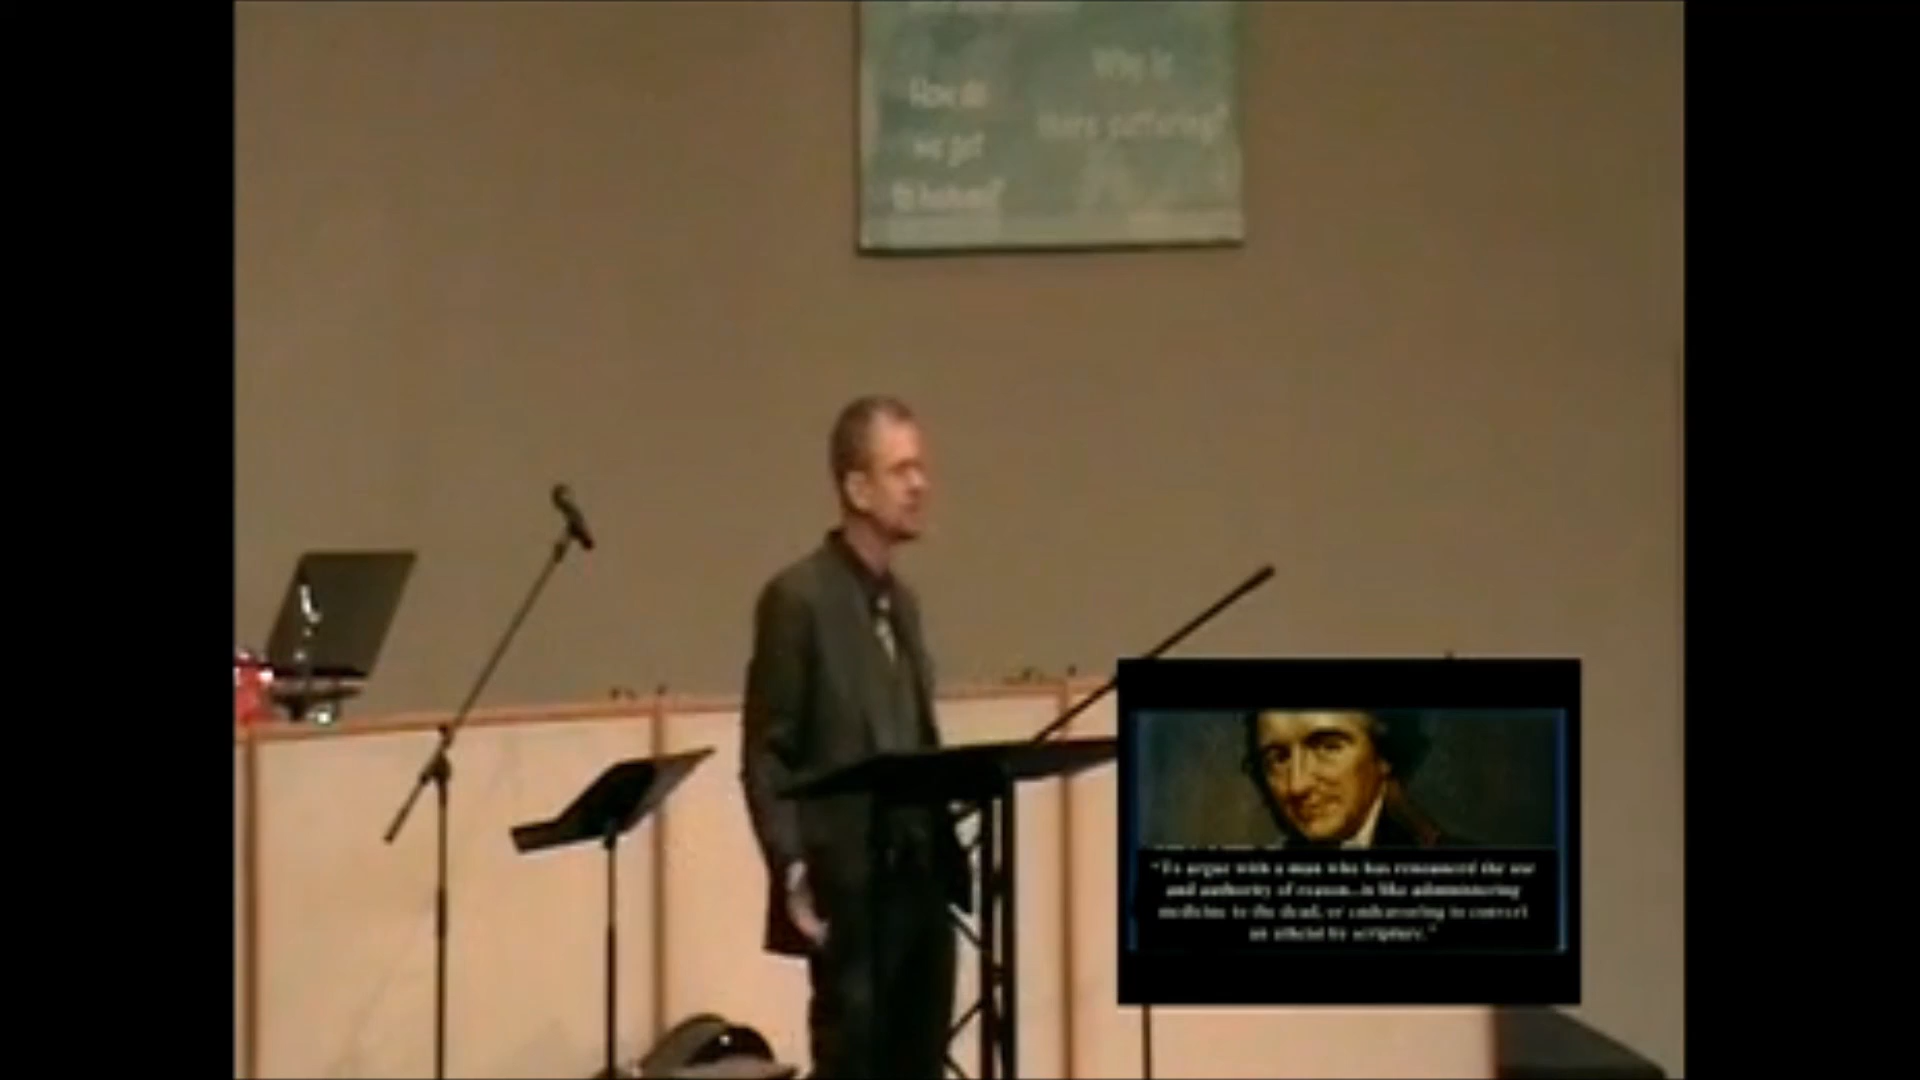 How do
we get
to heaven?
Why is
there suffering?
"To argue with a man who has renounced the use
and authority of reason...is like administering
medicine to the dead, or endeavoring to convert
an atheist by scripture."